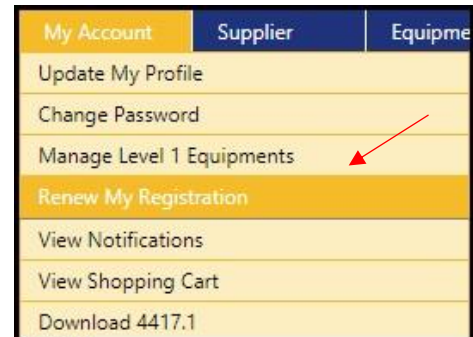 My Account Supplier Equipme
Update My Profile
Change Password
Manage Level 1 Equipments
Renew My Registration
View Notifications
View Shopping Cart
Download 4417.1